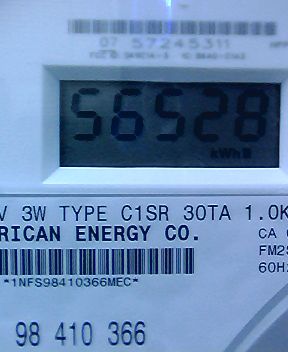 07 57245311
56528
kWh
V 3W TYPE C1SR 30TA 1.0K
RICAN ENERGY CO. CA
FM2S
60H
*1NFS98410366MEC*
98 410 366